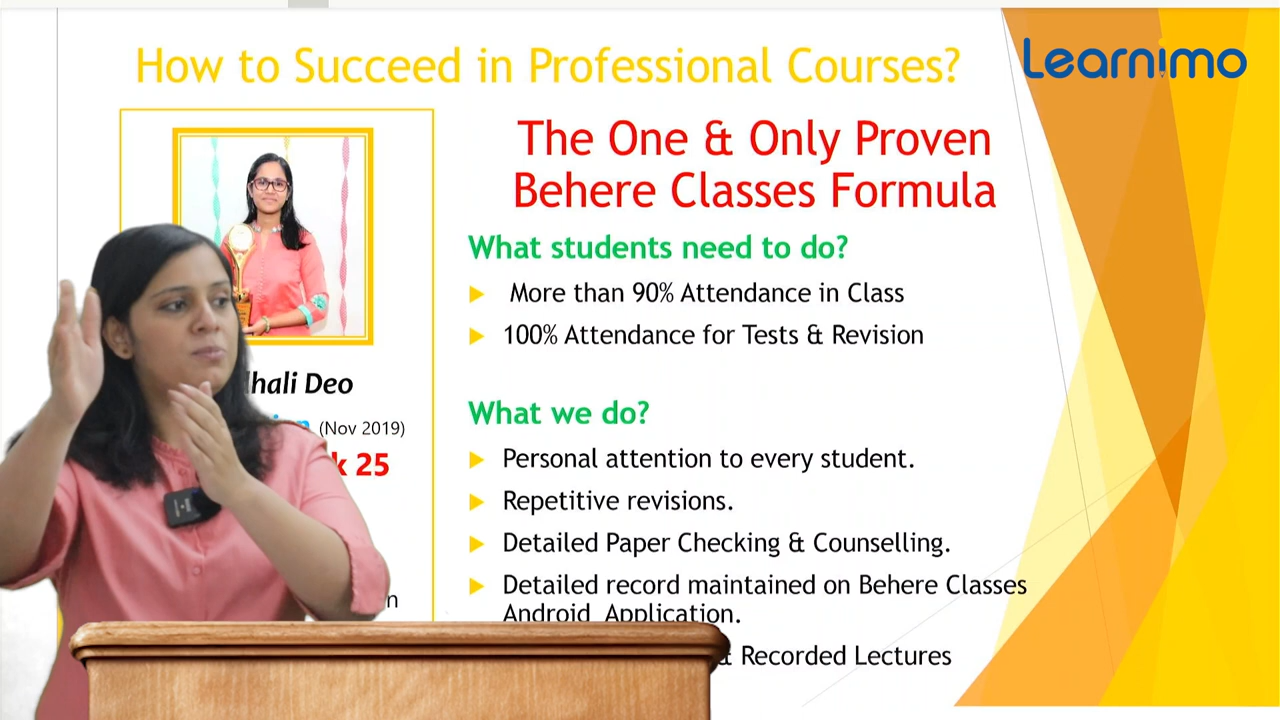 How to Succeed in Professional Courses?
Learnimo
The One & Only Proven
Behere Classes Formula
What students need to do?
More than 90% Attendance in Class
100% Attendance for Tests & Revision
Deo
(Nov 2019)
25
What we do?
Personal attention to every student.
Repetitive revisions.
Detailed Paper Checking & Counselling.
Detailed record maintained on Behere Classes
Android Application.
& Recorded Lectures